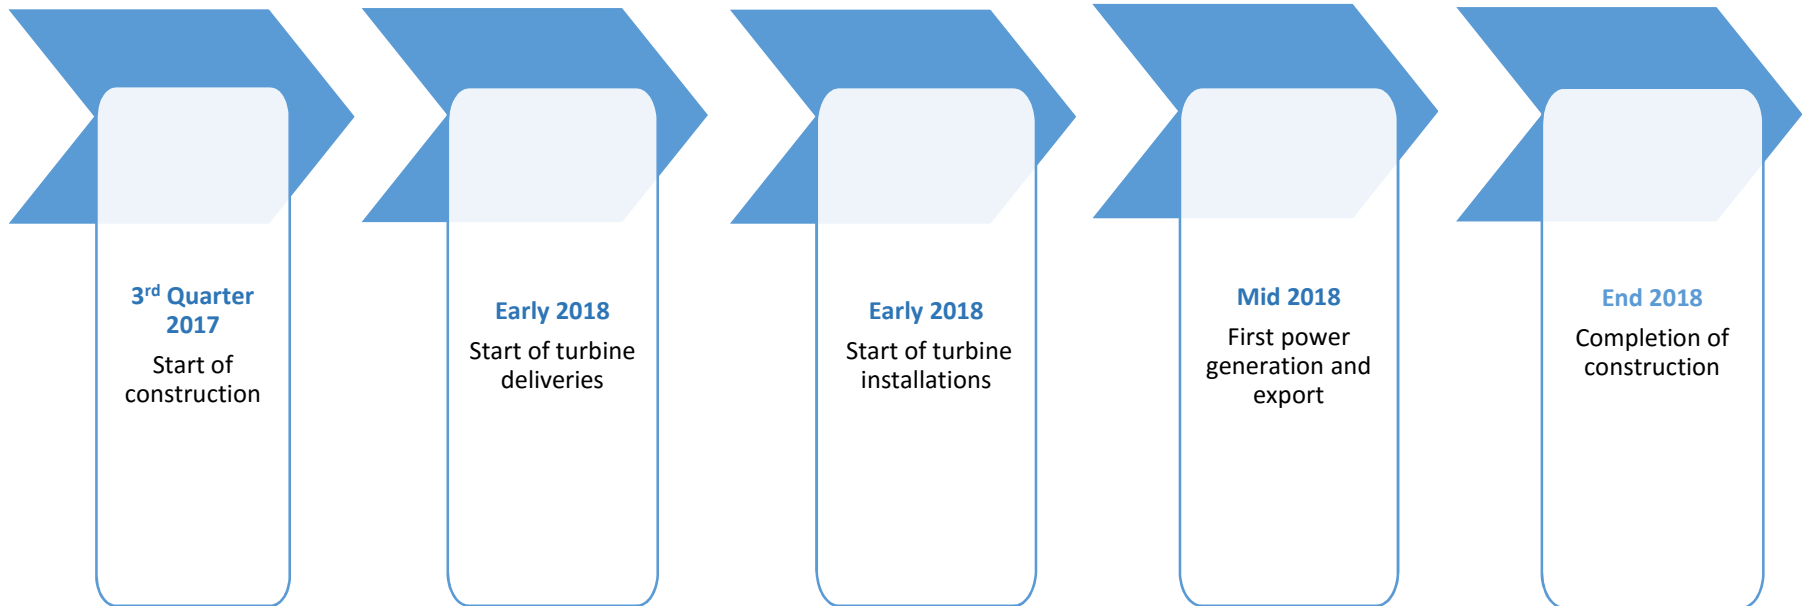 3rd Quarter
2017
Start of
construction
Early 2018
Start of turbine
deliveries
Early 2018
Start of turbine
installations
Mid 2018
First power
generation and
export
End 2018
Completion of
construction